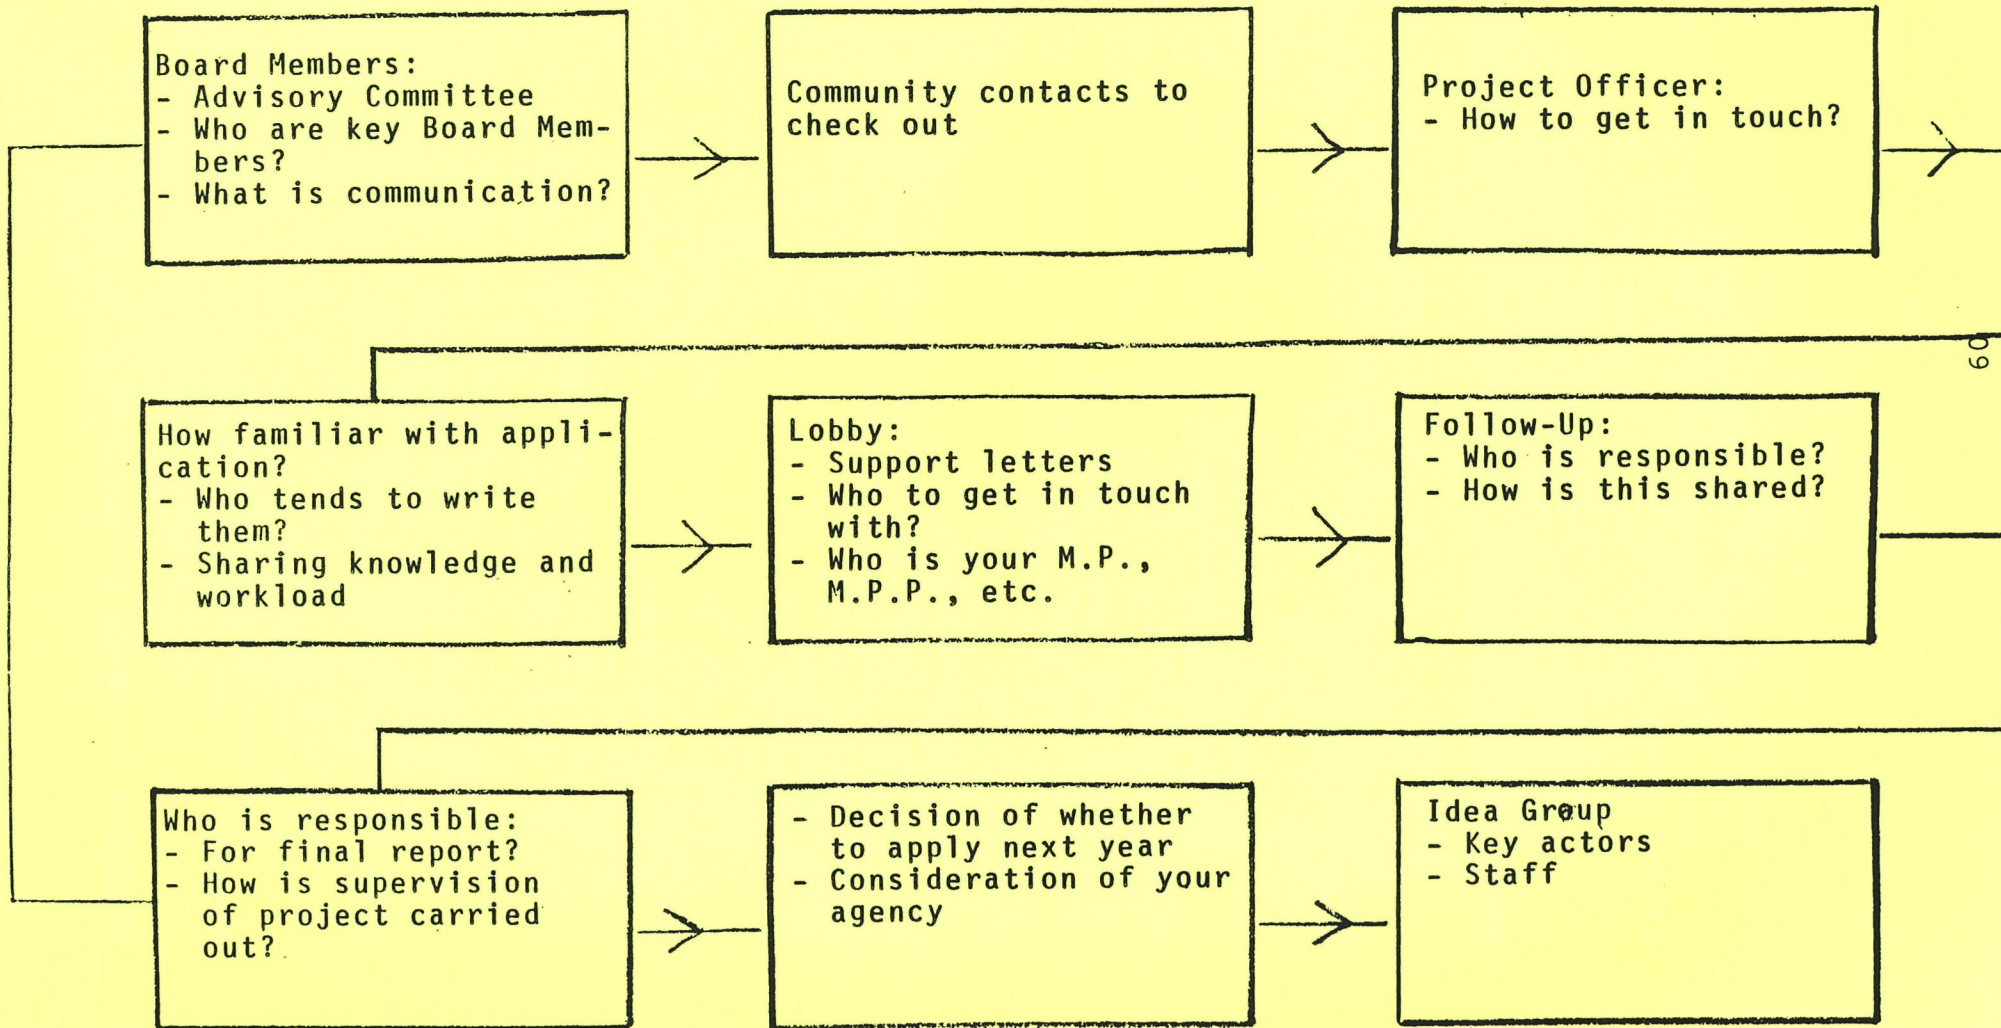 Board Members:
- Advisory Committee
- Who are key Board Mem-
bers?
- What is communication?
Community contacts to
check out
Project Officer:
- How to get in touch?
60
How familiar with appli-
cation?
- Who tends to write
them?
- Sharing knowledge and
workload
Lobby:
- Support letters
- Who to get in touch
with?
- Who is your M.P.,
M.P.P., etc.
Follow-Up:
- Who is responsible?
- How is this shared?
Who is responsible:
- For final report?
- How is supervision
of project carried
out?
- Decision of whether
to apply next year
- Consideration of your
agency
Idea Group
- Key actors
- Staff